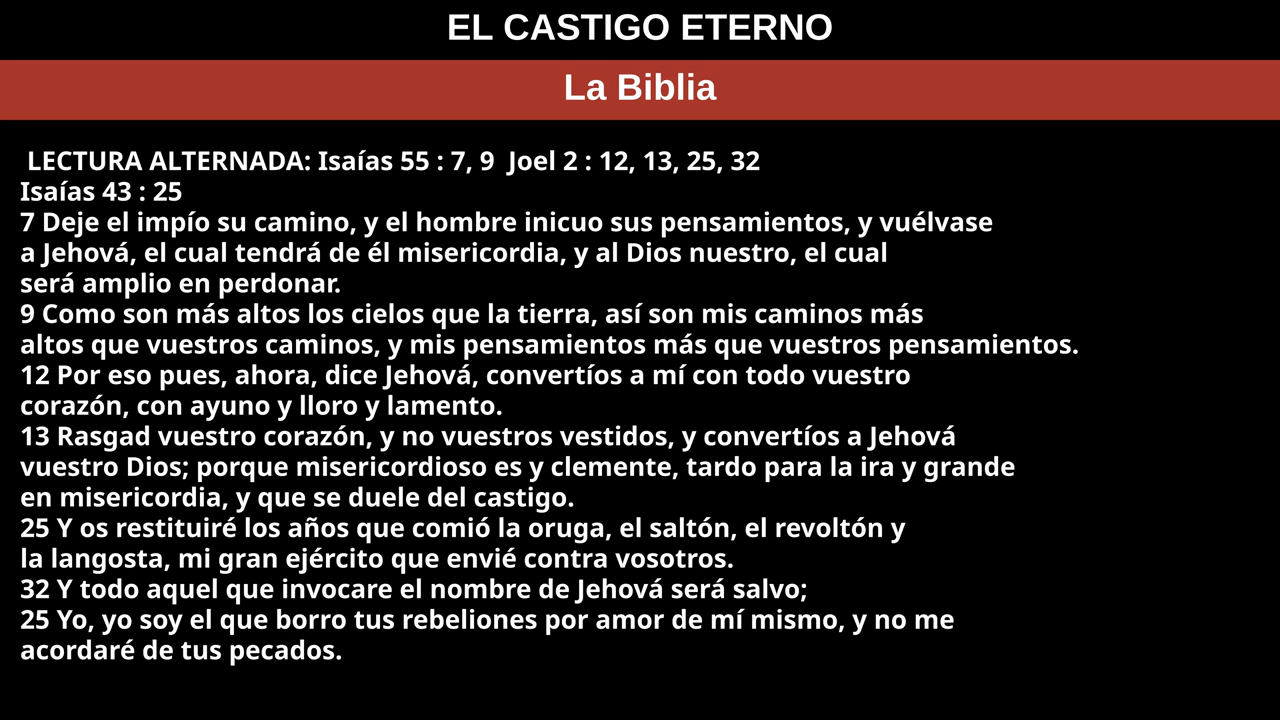 EL CASTIGO ETERNO
La Biblia
LECTURA ALTERNADA: Isaías 55 : 7, 9  Joel 2 : 12, 13, 25, 32
Isaías 43 : 25
7 Deje el impío su camino, y el hombre inicuo sus pensamientos, y vuélvase
a Jehová, el cual tendrá de él misericordia, y al Dios nuestro, el cual
será amplio en perdonar.
9 Como son más altos los cielos que la tierra, así son mis caminos más
altos que vuestros caminos, y mis pensamientos más que vuestros pensamientos.
12 Por eso pues, ahora, dice Jehová, convertíos a mí con todo vuestro
corazón, con ayuno y lloro y lamento.
13 Rasgad vuestro corazón, y no vuestros vestidos, y convertíos a Jehová
vuestro Dios; porque misericordioso es y clemente, tardo para la ira y grande
en misericordia, y que se duele del castigo.
25 Y os restituiré los años que comió la oruga, el saltón, el revoltón y
la langosta, mi gran ejército que envié contra vosotros.
32 Y todo aquel que invocare el nombre de Jehová será salvo;
25 Yo, yo soy el que borro tus rebeliones por amor de mí mismo, y no me
acordaré de tus pecados.